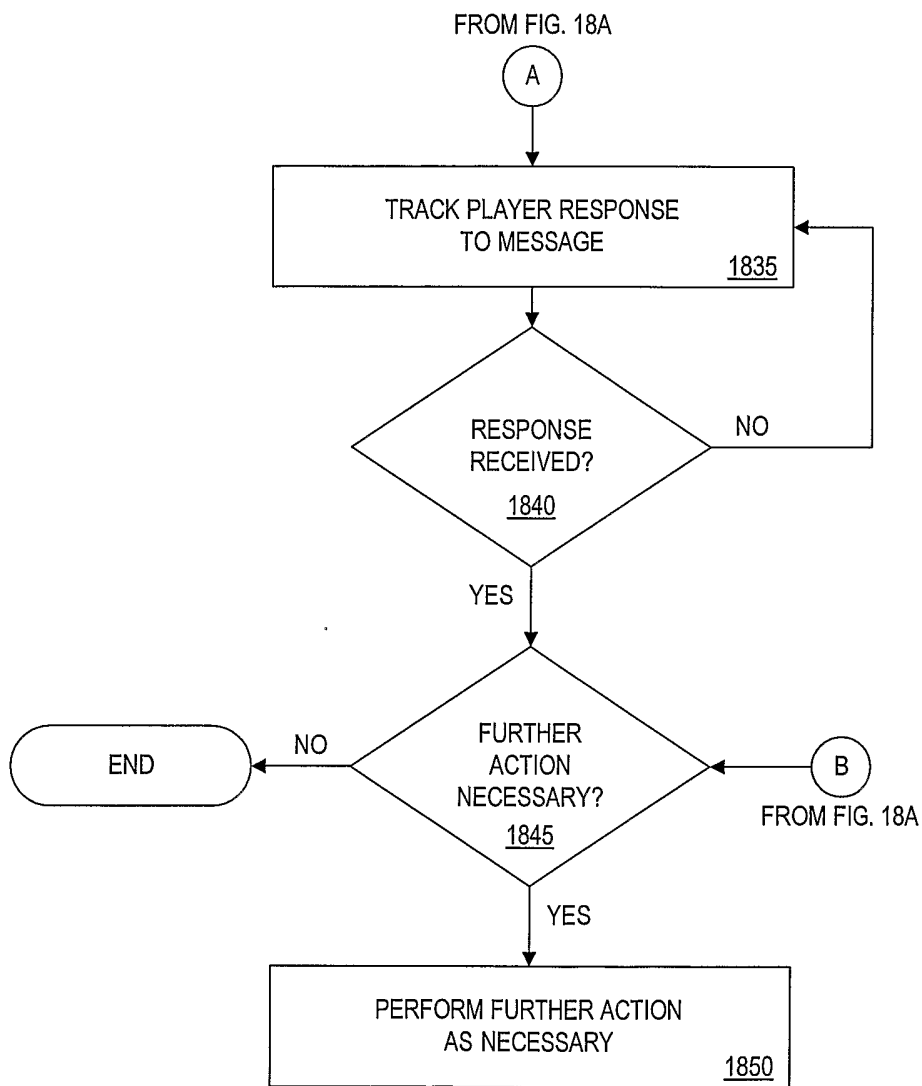 FROM FIG. 18A
A
TRACK PLAYER RESPONSE
TO MESSAGE
1835
RESPONSE
RECEIVED?
1840
NO
YES
FURTHER
ACTION
NECESSARY?
1845
NO
END
B
FROM FIG. 18A
YES
PERFORM FURTHER ACTION
AS NECESSARY
1850